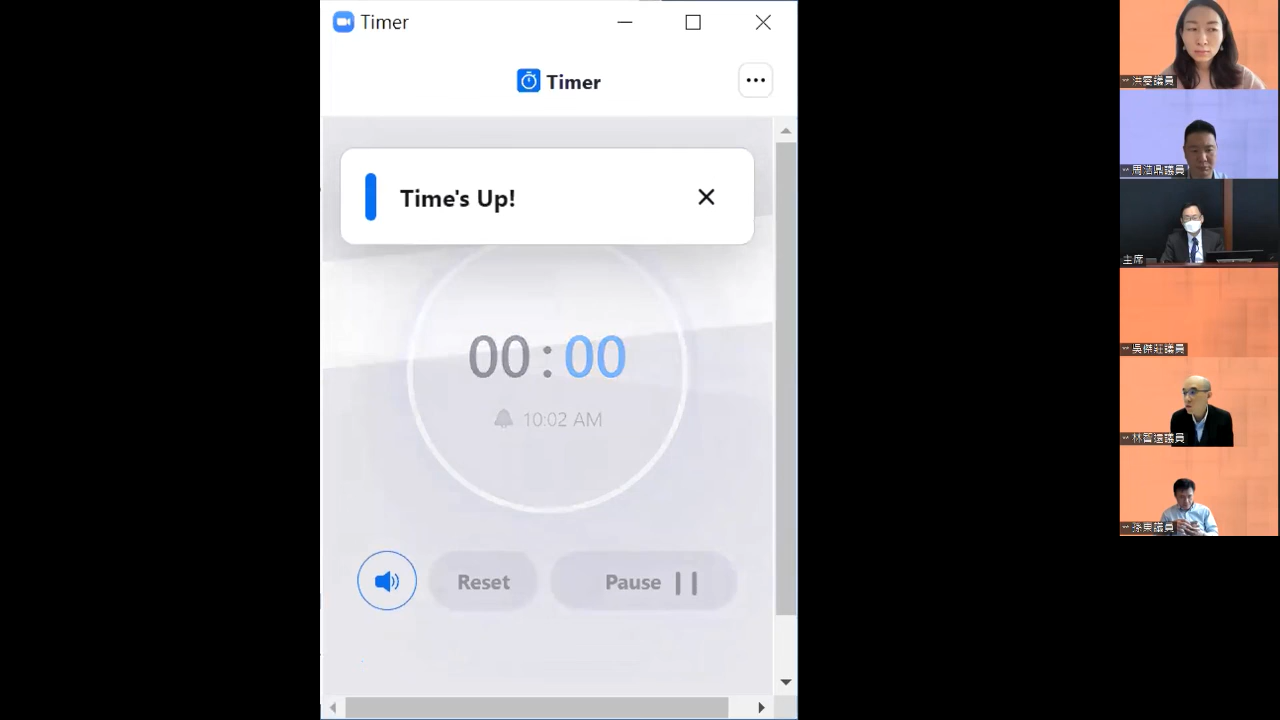 Timer
Timer
Time's Up!
00:00
10:02 AM
Reset
Pause
洪雯議員
周浩鼎議員
主席
吳傑莊議員
林智遠議員
孫東議員